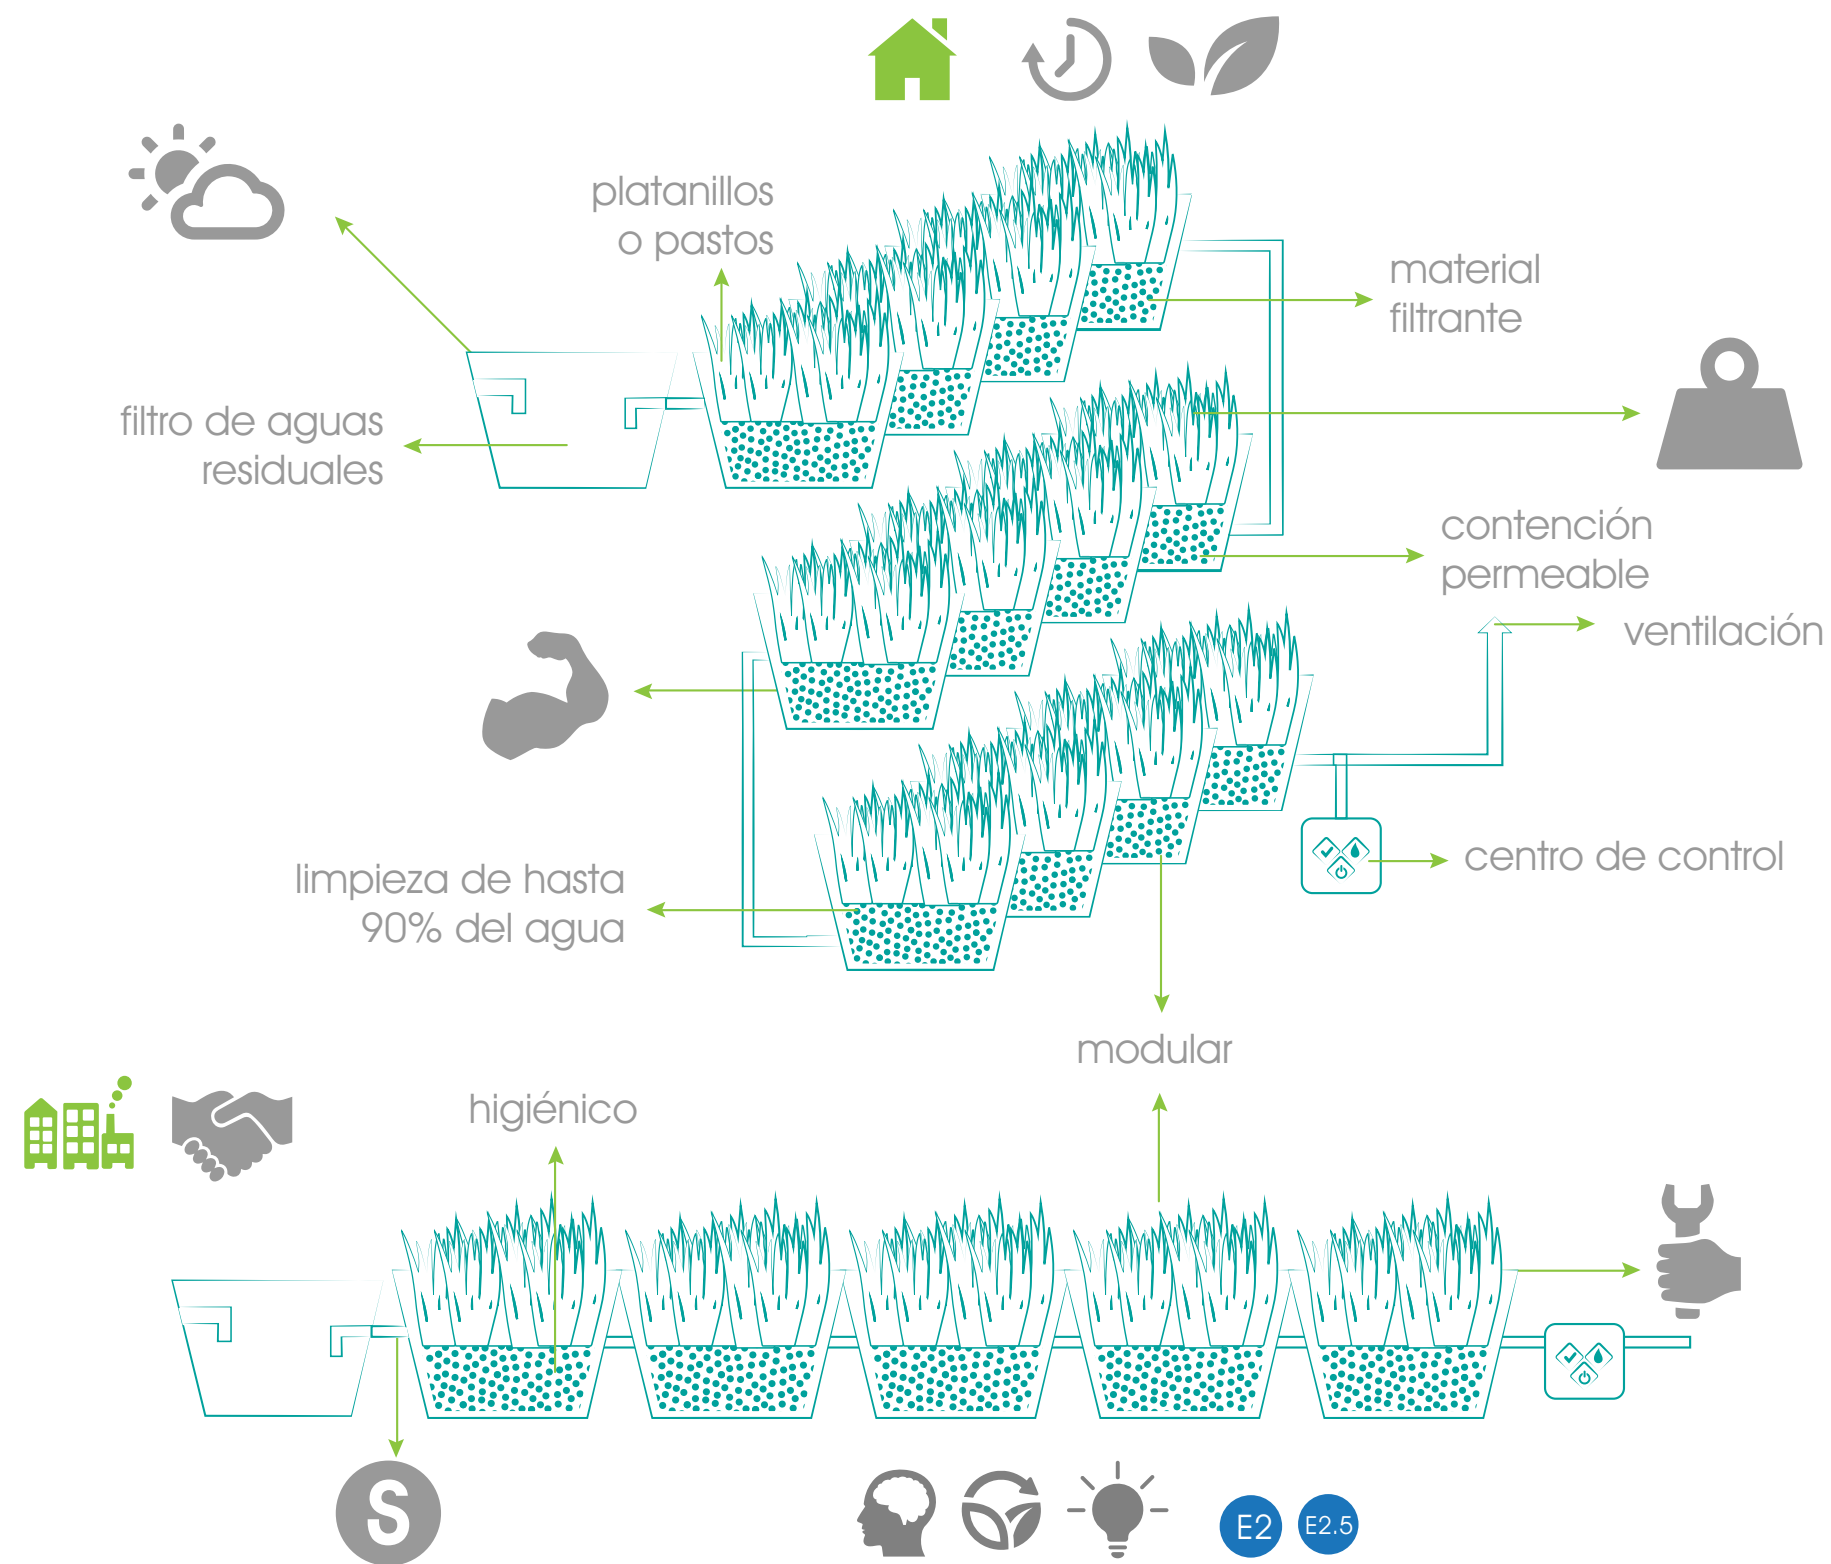 platanillos
o pastos
material
filtrante
filtro de aguas
residuales
contención
permeable
ventilación
centro de control
limpieza de hasta
90% del agua
modular
higiénico
S
E2
E2.5